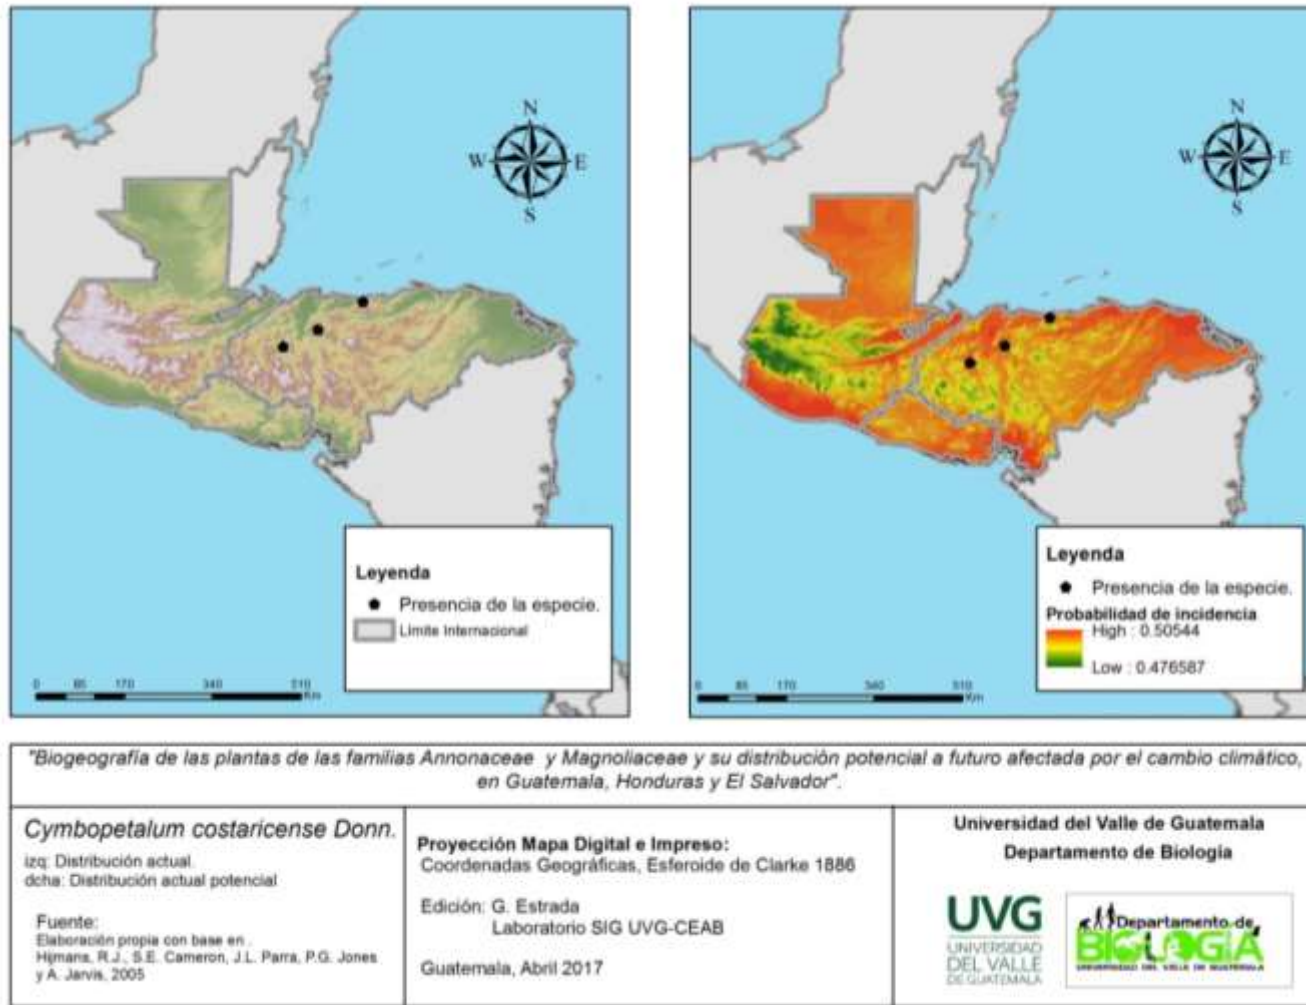 N
W E
S
Leyenda
Presencia de la especie.
Límite Internacional
0 85 170 340 510
Km
N
W E
S
Leyenda
Presencia de la especie.
Probabilidad de incidencia
High : 0.50544
Low : 0.476587
0 85 170 340 510
Km
"Biogeografía de las plantas de las familias Annonaceae y Magnoliaceae y su distribución potencial a futuro afectada por el cambio climático,
en Guatemala, Honduras y El Salvador".
Cymbopetalum costaricense Donn.
izq: Distribución actual.
dcha: Distribución actual potencial
Fuente:
Elaboración propia con base en .
Hijmans, R.J., S.E. Cameron, J.L. Parra, P.G. Jones
y A. Jarvis, 2005
Proyección Mapa Digital e Impreso:
Coordenadas Geográficas, Esferoide de Clarke 1886
Edición: G. Estrada
Laboratorio SIG UVG-CEAB
Guatemala, Abril 2017
Universidad del Valle de Guatemala
Departamento de Biología
UVG
UNIVERSIDAD
DEL VALLE
DE GUATEMALA
Departamento de
BIOLOGÍA
UNIVERSIDAD DEL VALLE DE GUATEMALA